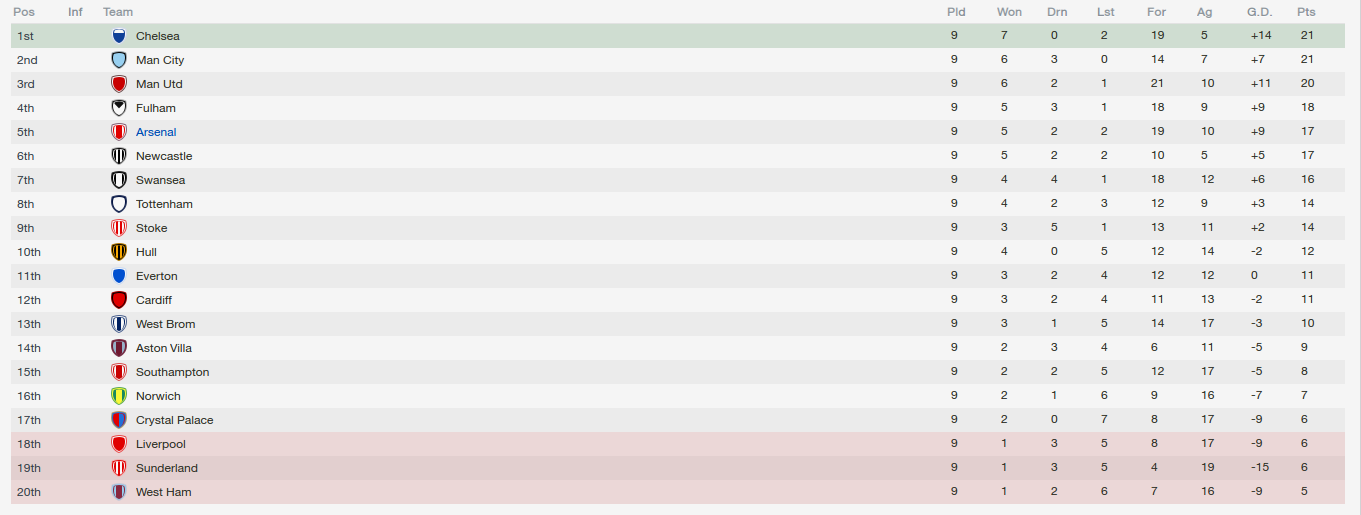 Pos Inf Team Pld Won Drn Lst For Ag G.D. Pts
1st Chelsea 9 7 0 2 19 5 +14 21
2nd Man City 9 6 3 0 14 7 +7 21
3rd Man Utd 9 6 2 1 21 10 +11 20
4th Fulham 9 5 3 1 18 9 +9 18
5th Arsenal 9 5 2 2 19 10 +9 17
6th Newcastle 9 5 2 2 10 5 +5 17
7th Swansea 9 4 4 1 18 12 +6 16
8th Tottenham 9 4 2 3 12 9 +3 14
9th Stoke 9 3 5 1 13 11 +2 14
10th Hull 9 4 0 5 12 14 -2 12
11th Everton 9 3 2 4 12 12 0 11
12th Cardiff 9 3 2 4 11 13 -2 11
13th West Brom 9 3 1 5 14 17 -3 10
14th Aston Villa 9 2 3 4 6 11 -5 9
15th Southampton 9 2 2 5 12 17 -5 8
16th Norwich 9 2 1 6 9 16 -7 7
17th Crystal Palace 9 2 0 7 8 17 -9 6
18th Liverpool 9 1 3 5 8 17 -9 6
19th Sunderland 9 1 3 5 4 19 -15 6
20th West Ham 9 1 2 6 7 16 -9 5